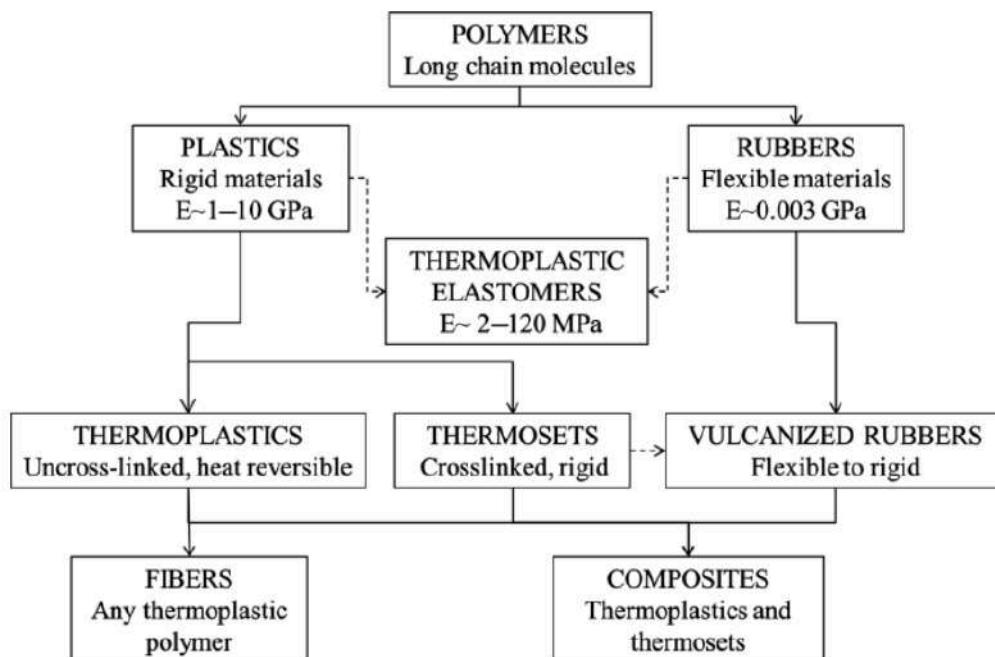 POLYMERS
Long chain molecules
PLASTICS
Rigid materials
E~1–10 GPa
RUBBERS
Flexible materials
E~0.003 GPa
THERMOPLASTIC
ELASTOMERS
E~ 2–120 MPa
THERMOPLASTICS
Uncross-linked, heat reversible
THERMOSETS
Crosslinked, rigid
VULCANIZED RUBBERS
Flexible to rigid
FIBERS
Any thermoplastic
polymer
COMPOSITES
Thermoplastics and
thermosets